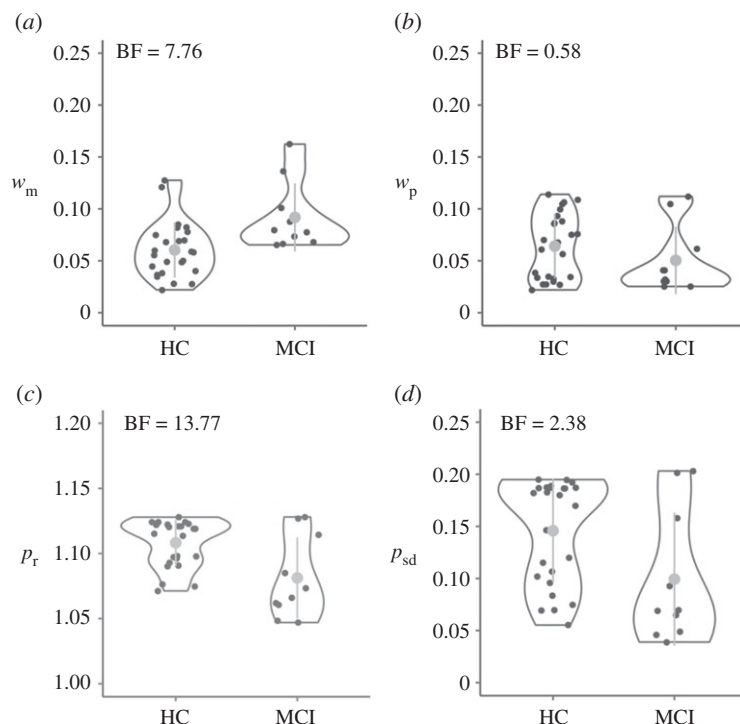 (a)
BF = 7.76
0.25
0.20
0.15
w_m
0.10
0.05
0
HC MCI
(b)
BF = 0.58
0.25
0.20
0.15
w_p
0.10
0.05
0
HC MCI
(c)
BF = 13.77
1.20
1.15
p_r
1.10
1.05
1.00
HC MCI
(d)
BF = 2.38
0.25
0.20
0.15
p_sd
0.10
0.05
0
HC MCI